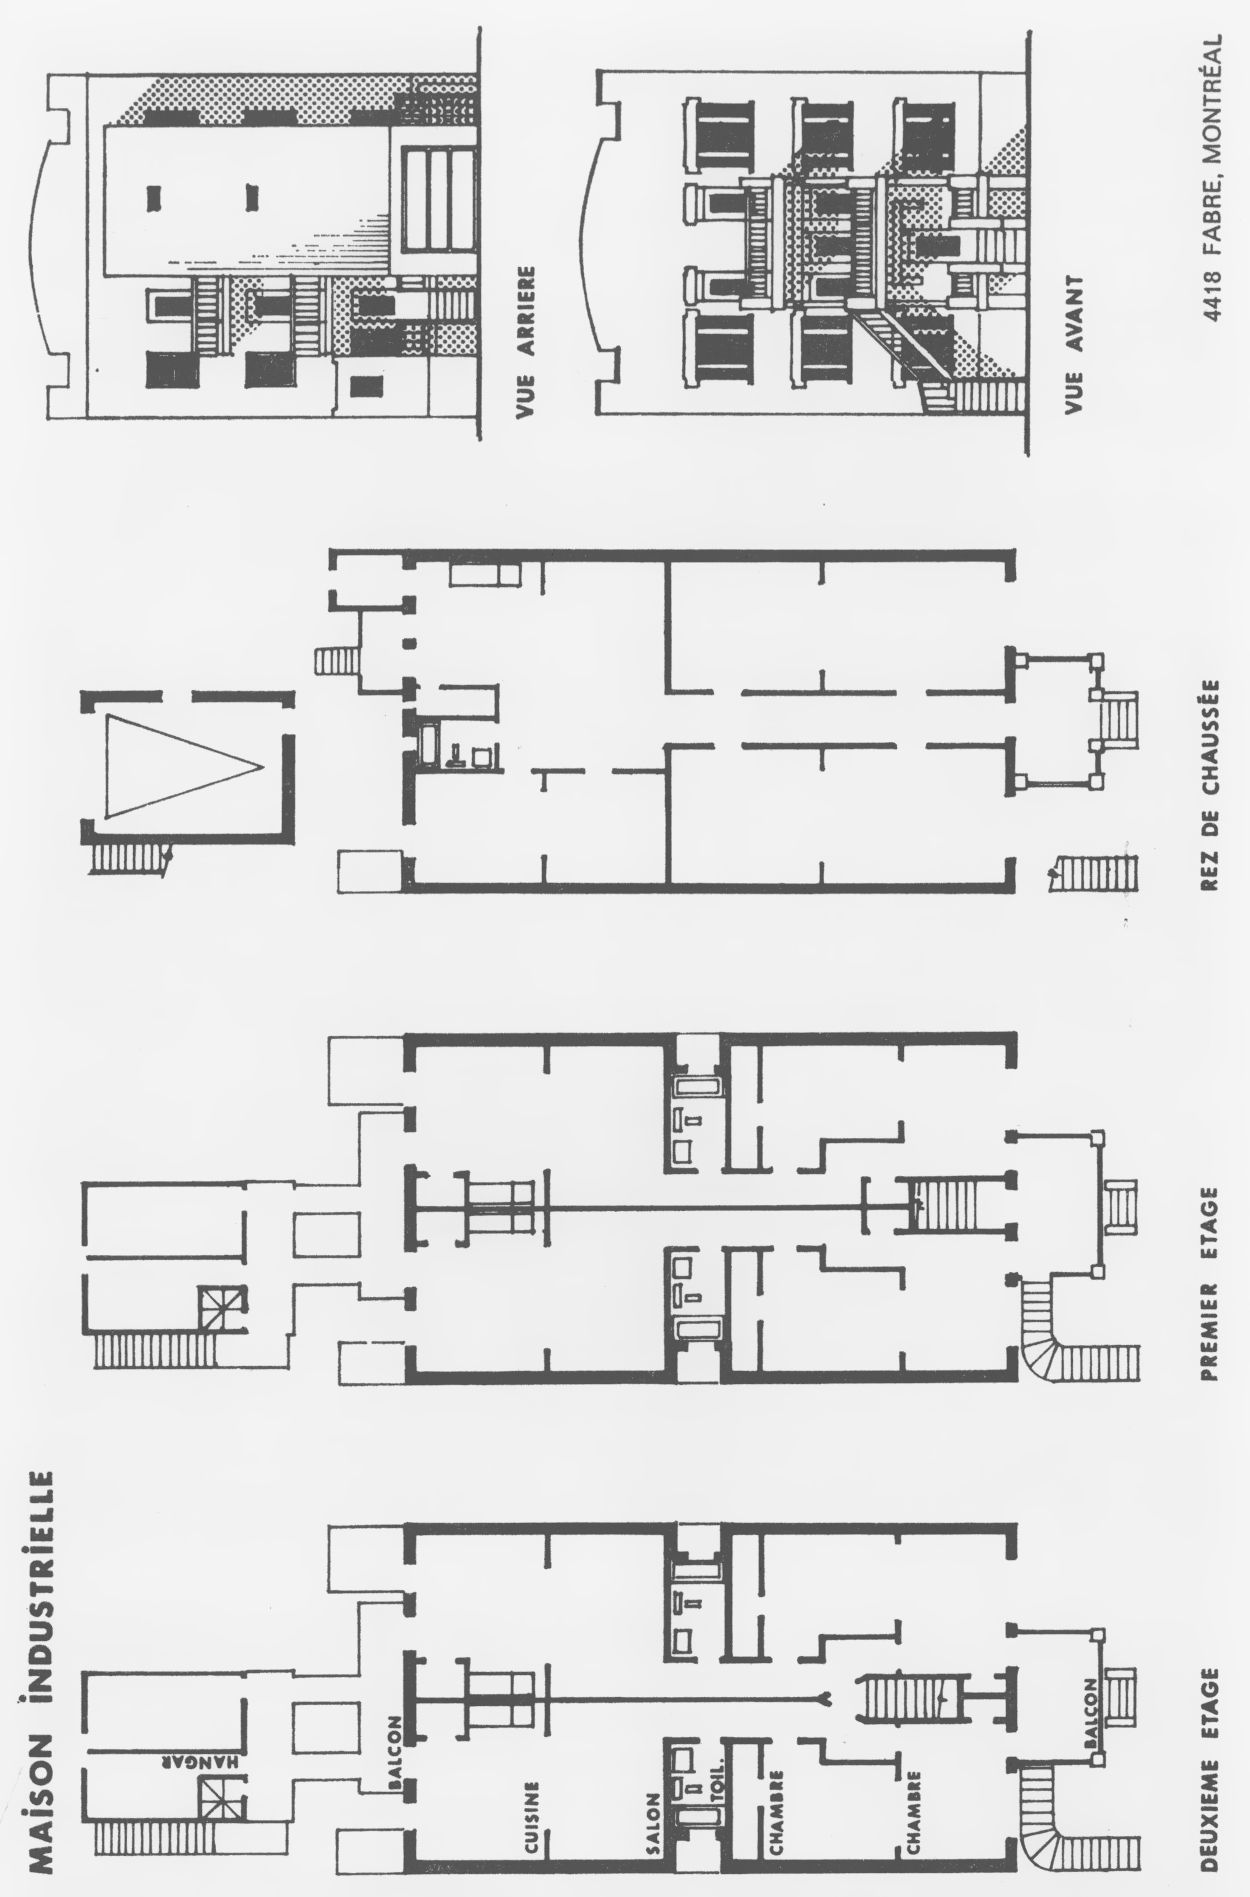 MAiSON iNDUSTRiELLE
HANGAR
BALCON
CUISINE
SALON
TOIL.
CHAMBRE
CHAMBRE
BALCON
DEUXIEME ETAGE
PREMIER ETAGE
REZ DE CHAUSSÉE
VUE ARRIERE
VUE AVANT
4418 FABRE, MONTRÉAL